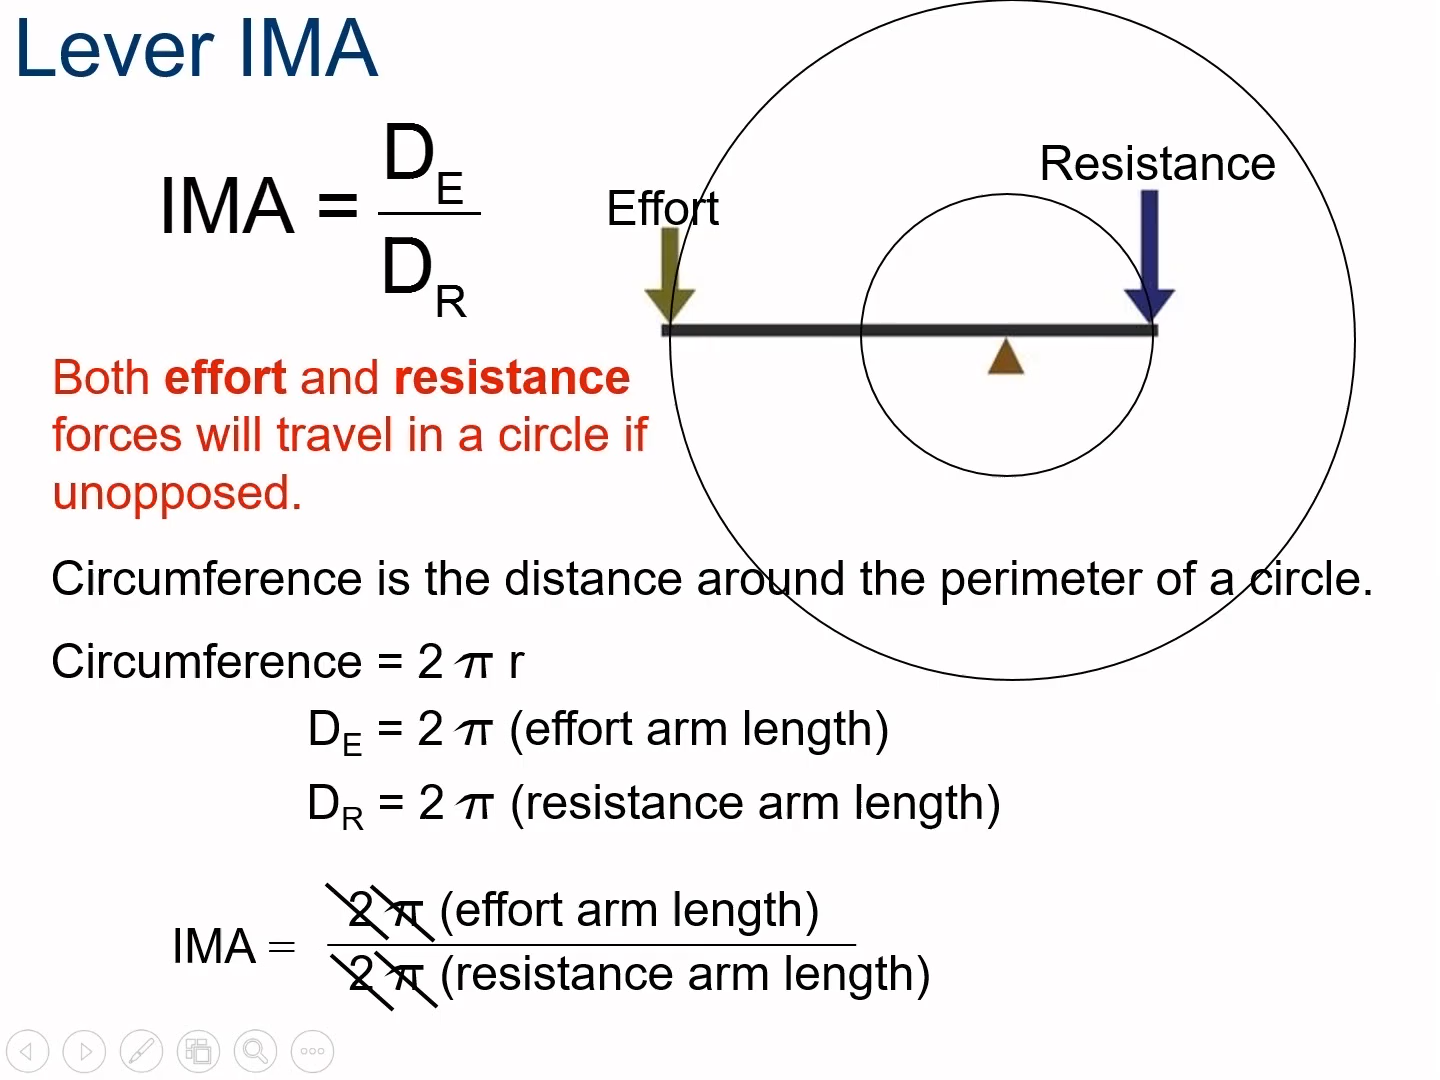 Lever IMA
IMA = D_E / D_R
Effort
Resistance
Both effort and resistance
forces will travel in a circle if
unopposed.
Circumference is the distance around the perimeter of a circle.
Circumference = 2 π r
D_E = 2 π (effort arm length)
D_R = 2 π (resistance arm length)
IMA = 2 π (effort arm length)
2 π (resistance arm length)